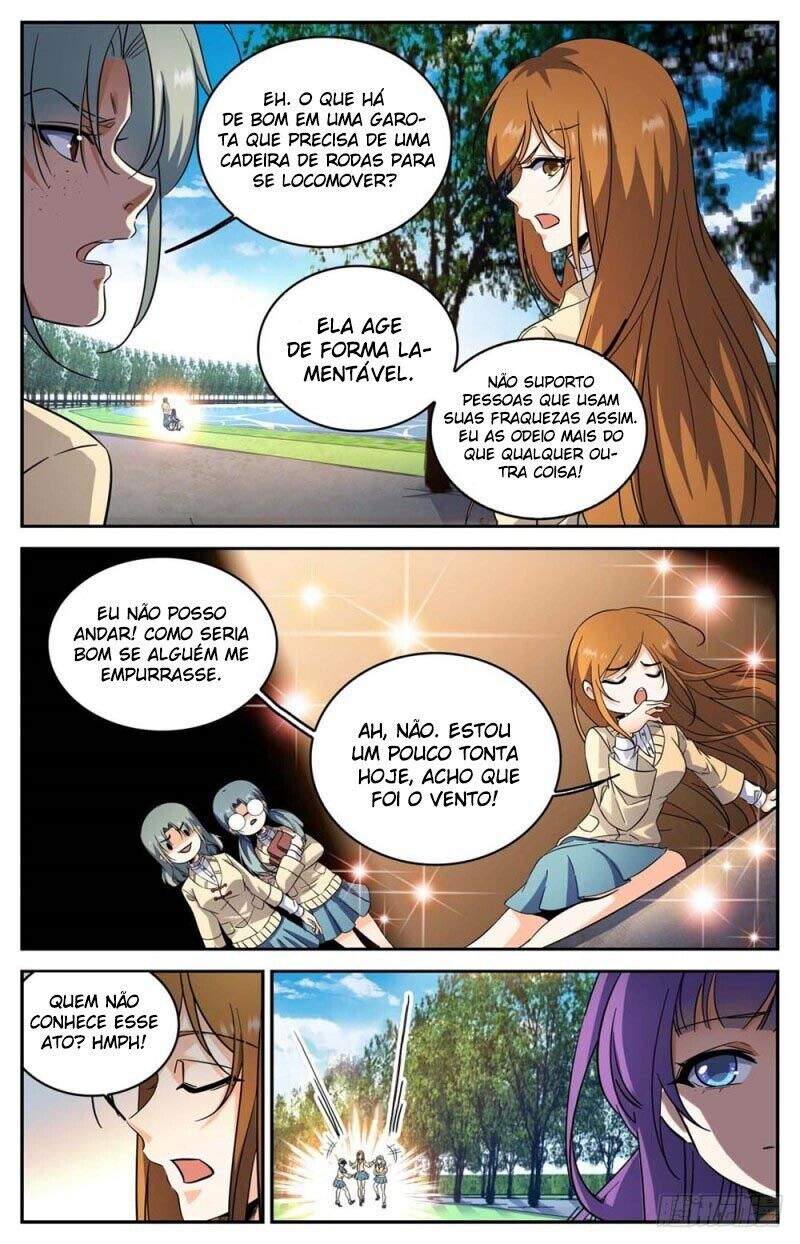 EH. O QUE HÁ
DE BOM EM UMA GARO-
TA QUE PRECISA DE UMA
CADEIRA DE RODAS PARA
SE LOCOMOVER?
ELA AGE
DE FORMA LA-
MENTÁVEL.
NÃO SUPORTO
PESSOAS QUE USAM
SUAS FRAQUEZAS ASSIM.
EU AS ODEIO MAIS DO
QUE QUALQUER OU-
TRA COISA!
EU NÃO POSSO
ANDAR! COMO SERIA
BOM SE ALGUÉM ME
EMPURRASSE.
AH, NÃO. ESTOU
UM POUCO TONTA
HOJE, ACHO QUE
FOI O VENTO!
QUEM NÃO
CONHECE ESSE
ATO? HMPH!